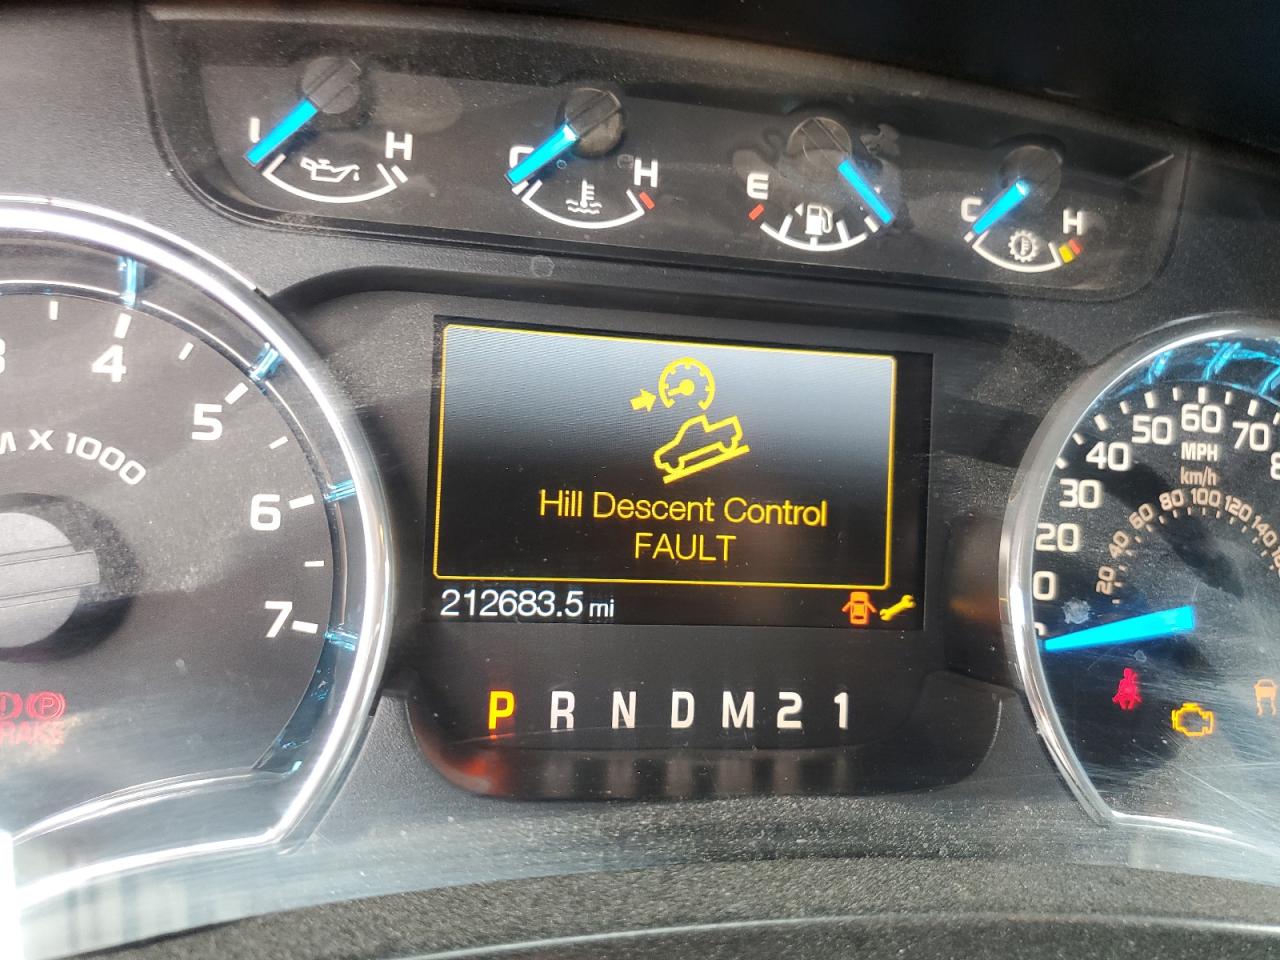 L H
C H
E
C H
4
5
6
7
X 1000
Hill Descent Control
FAULT
212683.5 mi
P R N D M 2 1
P
BRAKE
20
30
40
50
60
70
MPH
km/h
20 40 60 80 100 120 140